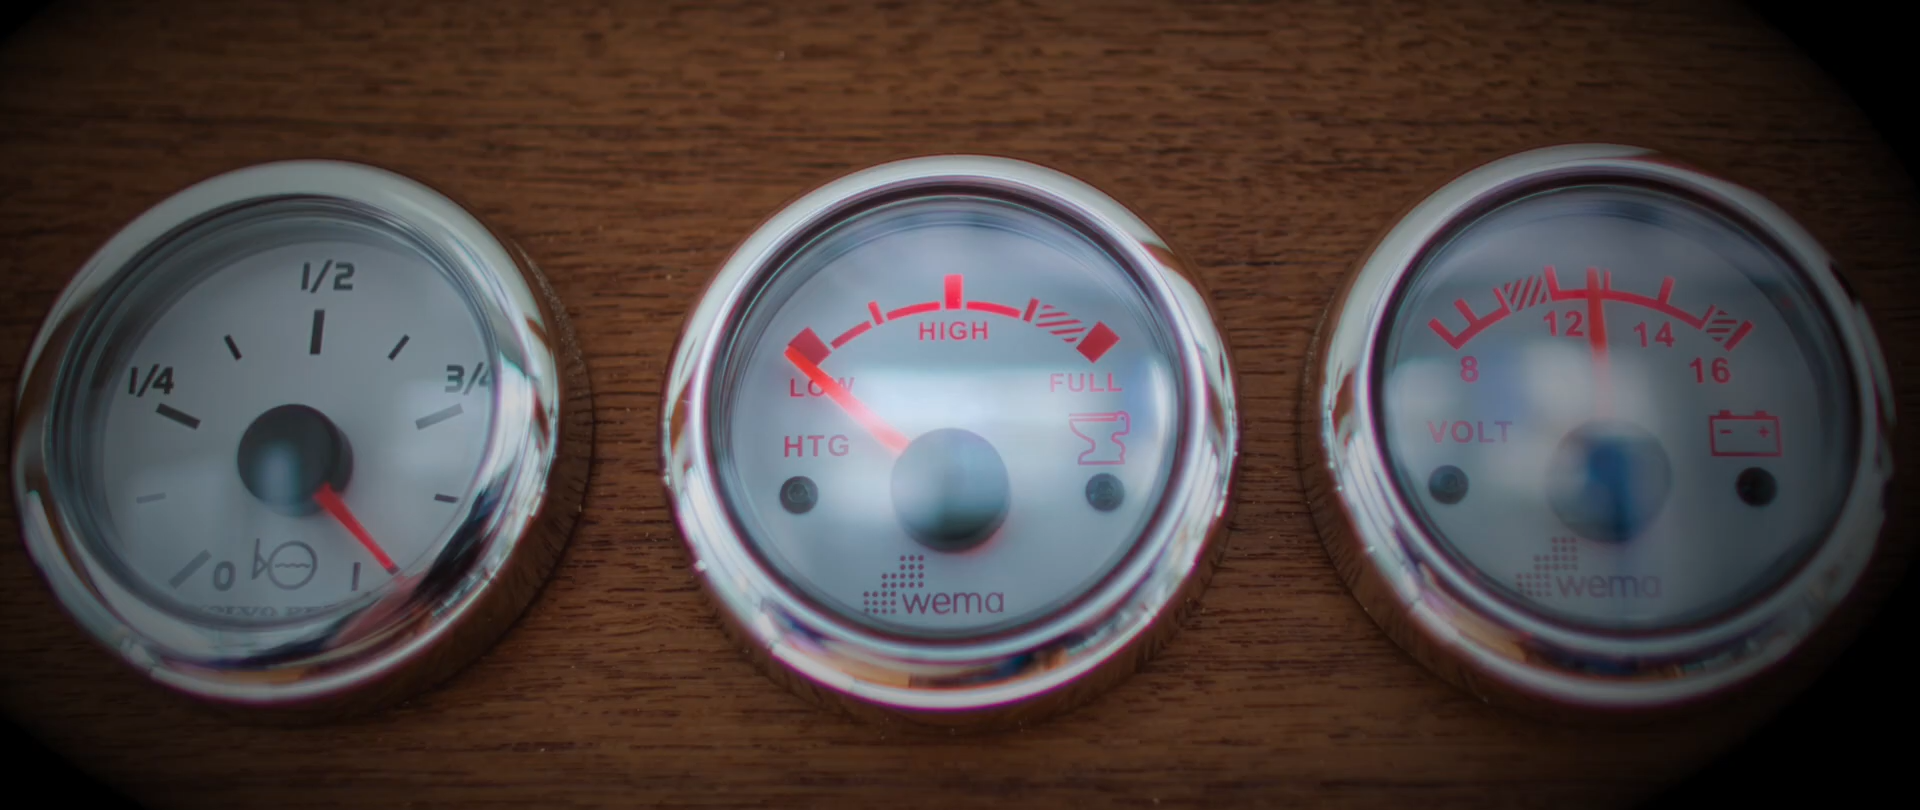 1/2
1/4
3/4
0
1
HIGH
LOW
FULL
HTG
wema
12
14
8
16
VOLT
- +
wema